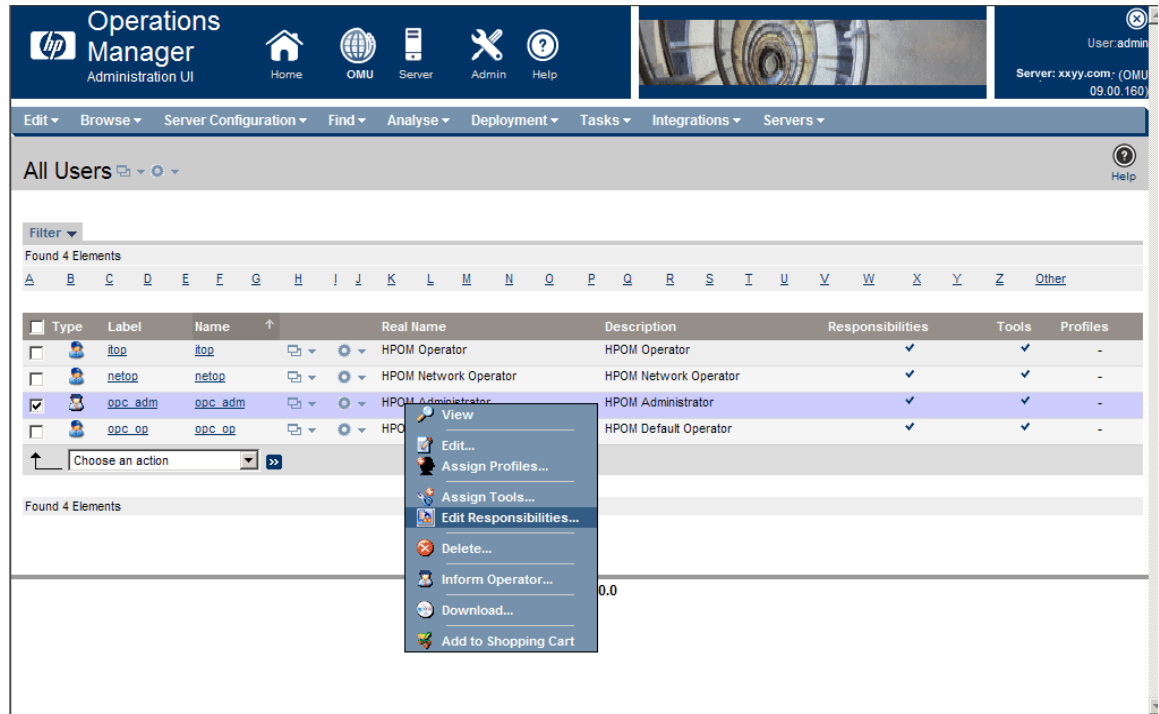 hp Operations Manager
Administration UI
Home OMU Server Admin Help
User:admin
Server: xxyy.com: (OMU
09.00.160)
Edit Browse Server Configuration Find Analyse Deployment Tasks Integrations Servers
All Users
Help
Filter
Found 4 Elements
A B C D E F G H I J K L M N O P Q R S T U V W X Y Z Other
Type Label Name Real Name Description Responsibilities Tools Profiles
itop itop HPOM Operator HPOM Operator -
netop netop HPOM Network Operator HPOM Network Operator -
opc_adm opc_adm HPOM Administrator HPOM Administrator -
opc_op opc_op HPO HPOM Default Operator -
Choose an action
Found 4 Elements
View
Edit...
Assign Profiles...
Assign Tools...
Edit Responsibilities...
Delete...
Inform Operator...
Download...
Add to Shopping Cart
0.0